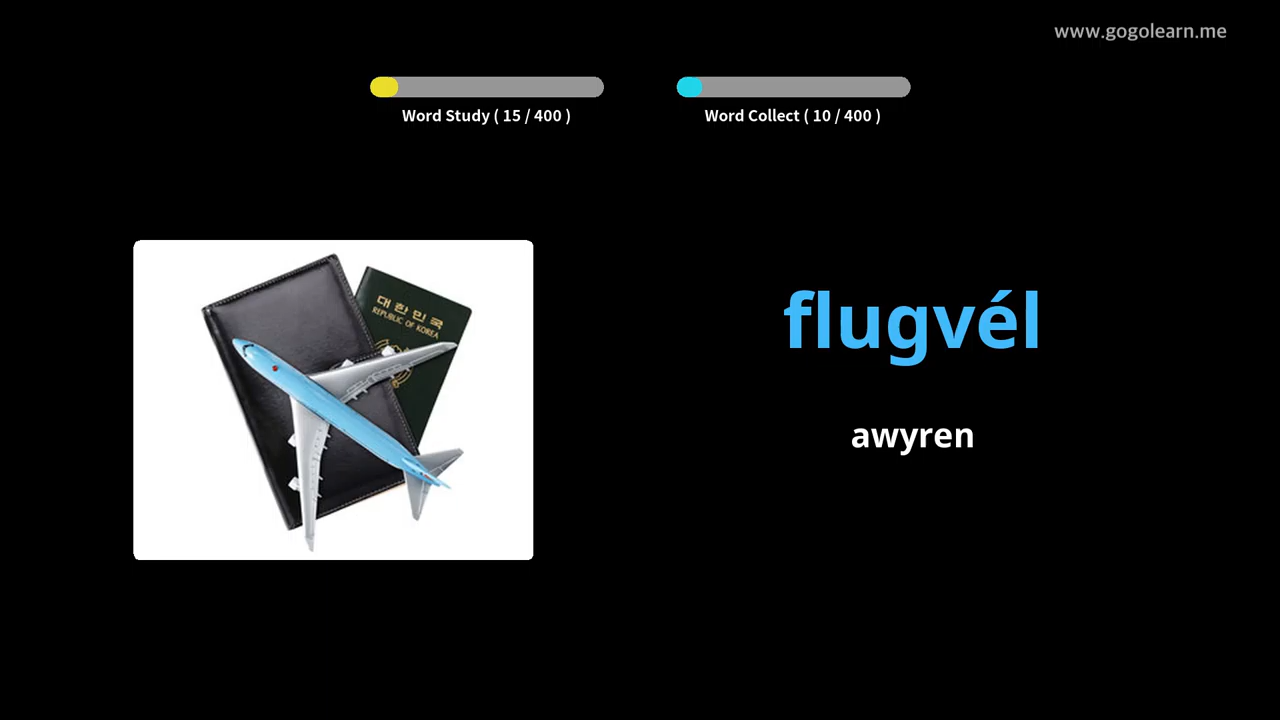 www.gogolearn.me
Word Study ( 15 / 400 )
Word Collect ( 10 / 400 )
대한민국
REPUBLIC OF KOREA
flugvél
awyren